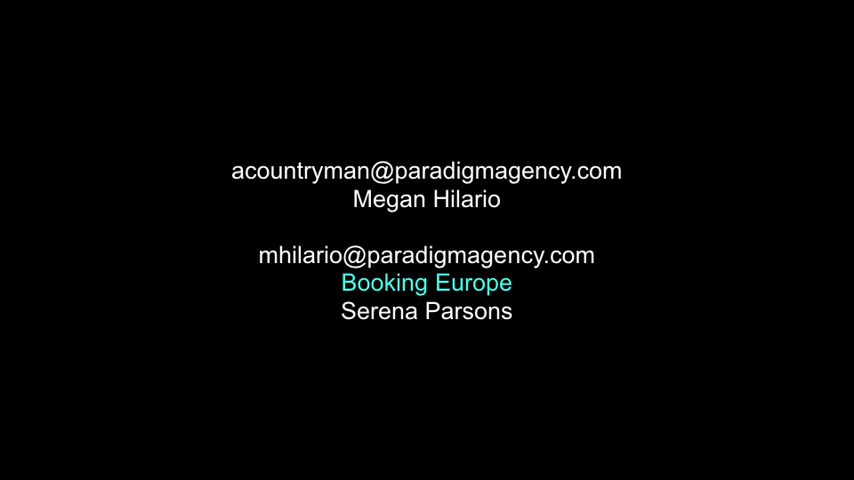 acountryman@paradigmagency.com
Megan Hilario
mhilario@paradigmagency.com
Booking Europe
Serena Parsons